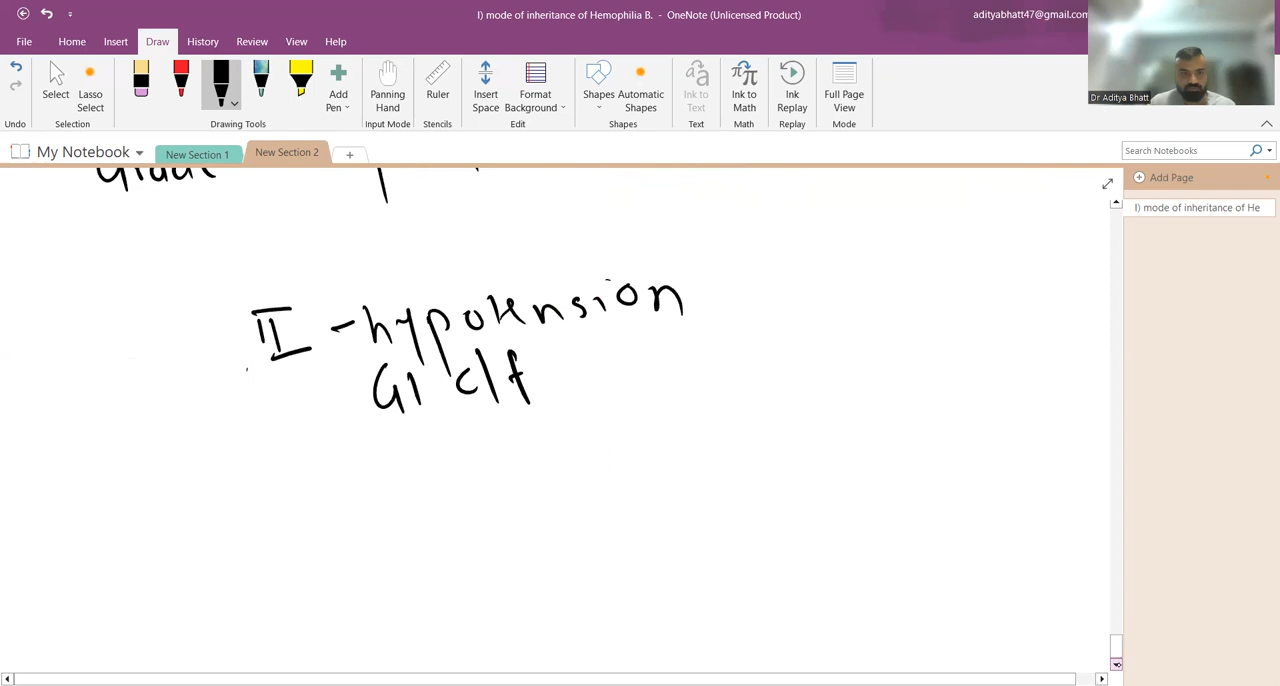 I) mode of inheritance of Hemophilia B. - OneNote (Unlicensed Product)
adityabhatt47@gmail.com
File Home Insert Draw History Review View Help
Undo
Select
Lasso Select
Selection
Drawing Tools
Add Pen
Panning Hand
Input Mode
Ruler
Stencils
Insert Space
Format Background
Edit
Shapes
Automatic Shapes
Shapes
Ink to Text
Text
Ink to Math
Math
Ink Replay
Replay
Full Page View
Mode
Dr Aditya Bhatt
My Notebook
New Section 1
New Section 2
Search Notebooks
Add Page
I) mode of inheritance of He
II - hypotension
GI c/f